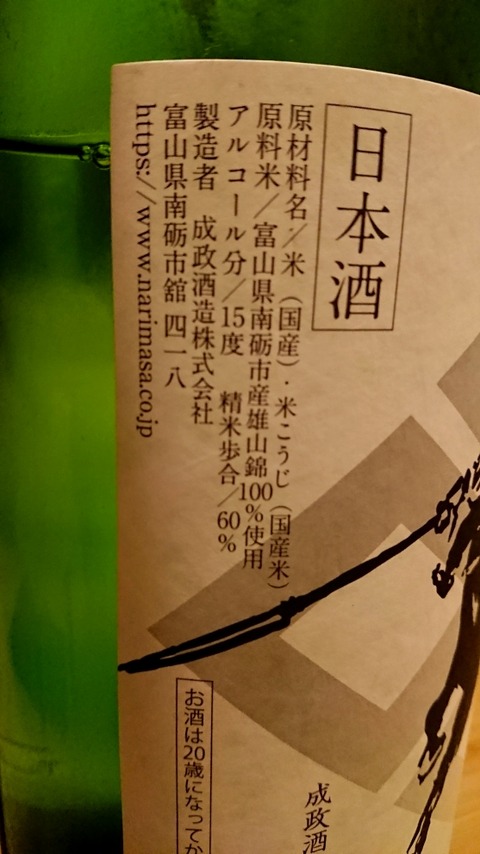 日本酒
原材料名／米（国産）・米こうじ（国産米）
原料米／富山県南砺市産雄山錦100%使用
アルコール分／15度　精米歩合／60%
製造者　成政酒造株式会社
富山県南砺市舘四一八
https://www.narimasa.co.jp
成政酒
お酒は20歳になってか